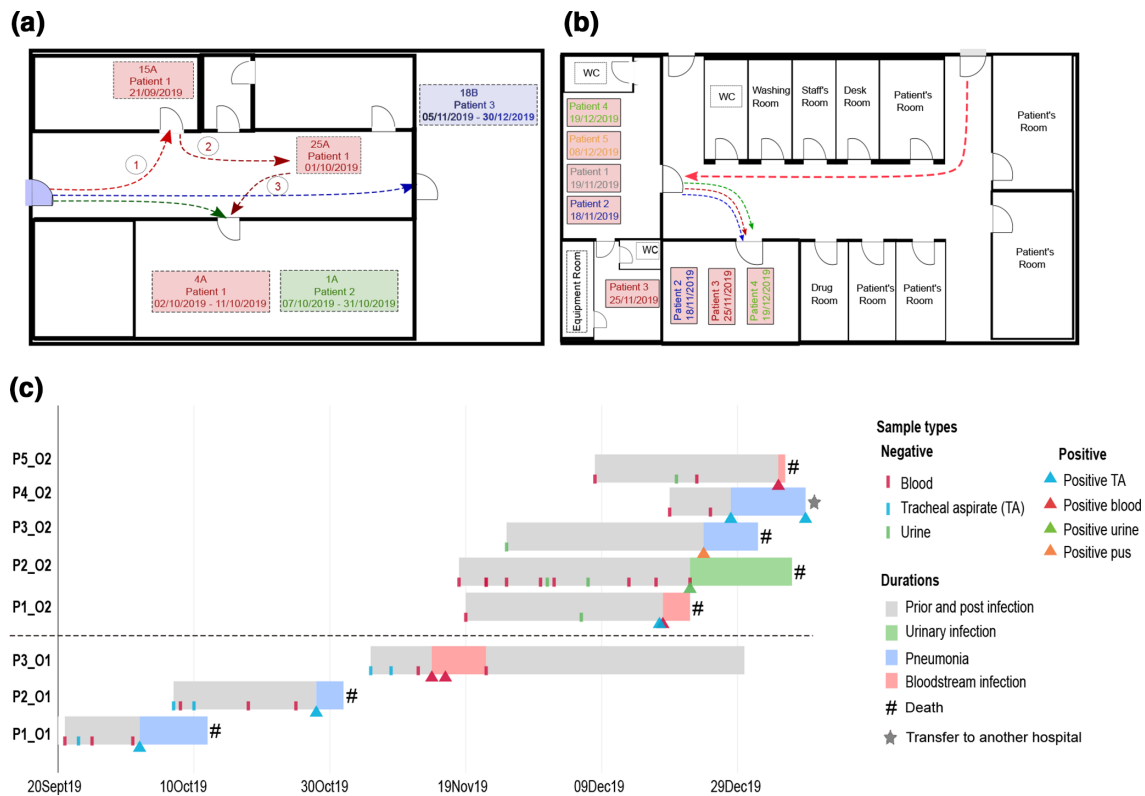 (a)
15A
Patient 1
21/09/2019
18B
Patient 3
05/11/2019 - 30/12/2019
1
2
25A
Patient 1
01/10/2019
3
4A
Patient 1
02/10/2019 - 11/10/2019
1A
Patient 2
07/10/2019 - 31/10/2019
(b)
WC
Patient 4
19/12/2019
Patient 5
08/12/2019
Patient 1
19/11/2019
Patient 2
18/11/2019
WC
Washing
Room
Staff's
Room
Desk
Room
Patient's
Room
Patient's
Room
Patient's
Room
WC
Equipment Room
Patient 3
25/11/2019
Patient 2
18/11/2019
Patient 3
25/11/2019
Patient 4
19/12/2019
Drug
Room
Patient's
Room
Patient's
Room
(c)
P5_O2
#
P4_O2
P3_O2
#
P2_O2
#
P1_O2
#
P3_O1
P2_O1
#
P1_O1
#
20Sept19
10Oct19
30Oct19
19Nov19
09Dec19
29Dec19
Sample types
Negative
Blood
Tracheal aspirate (TA)
Urine
Positive
Positive TA
Positive blood
Positive urine
Positive pus
Durations
Prior and post infection
Urinary infection
Pneumonia
Bloodstream infection
# Death
Transfer to another hospital